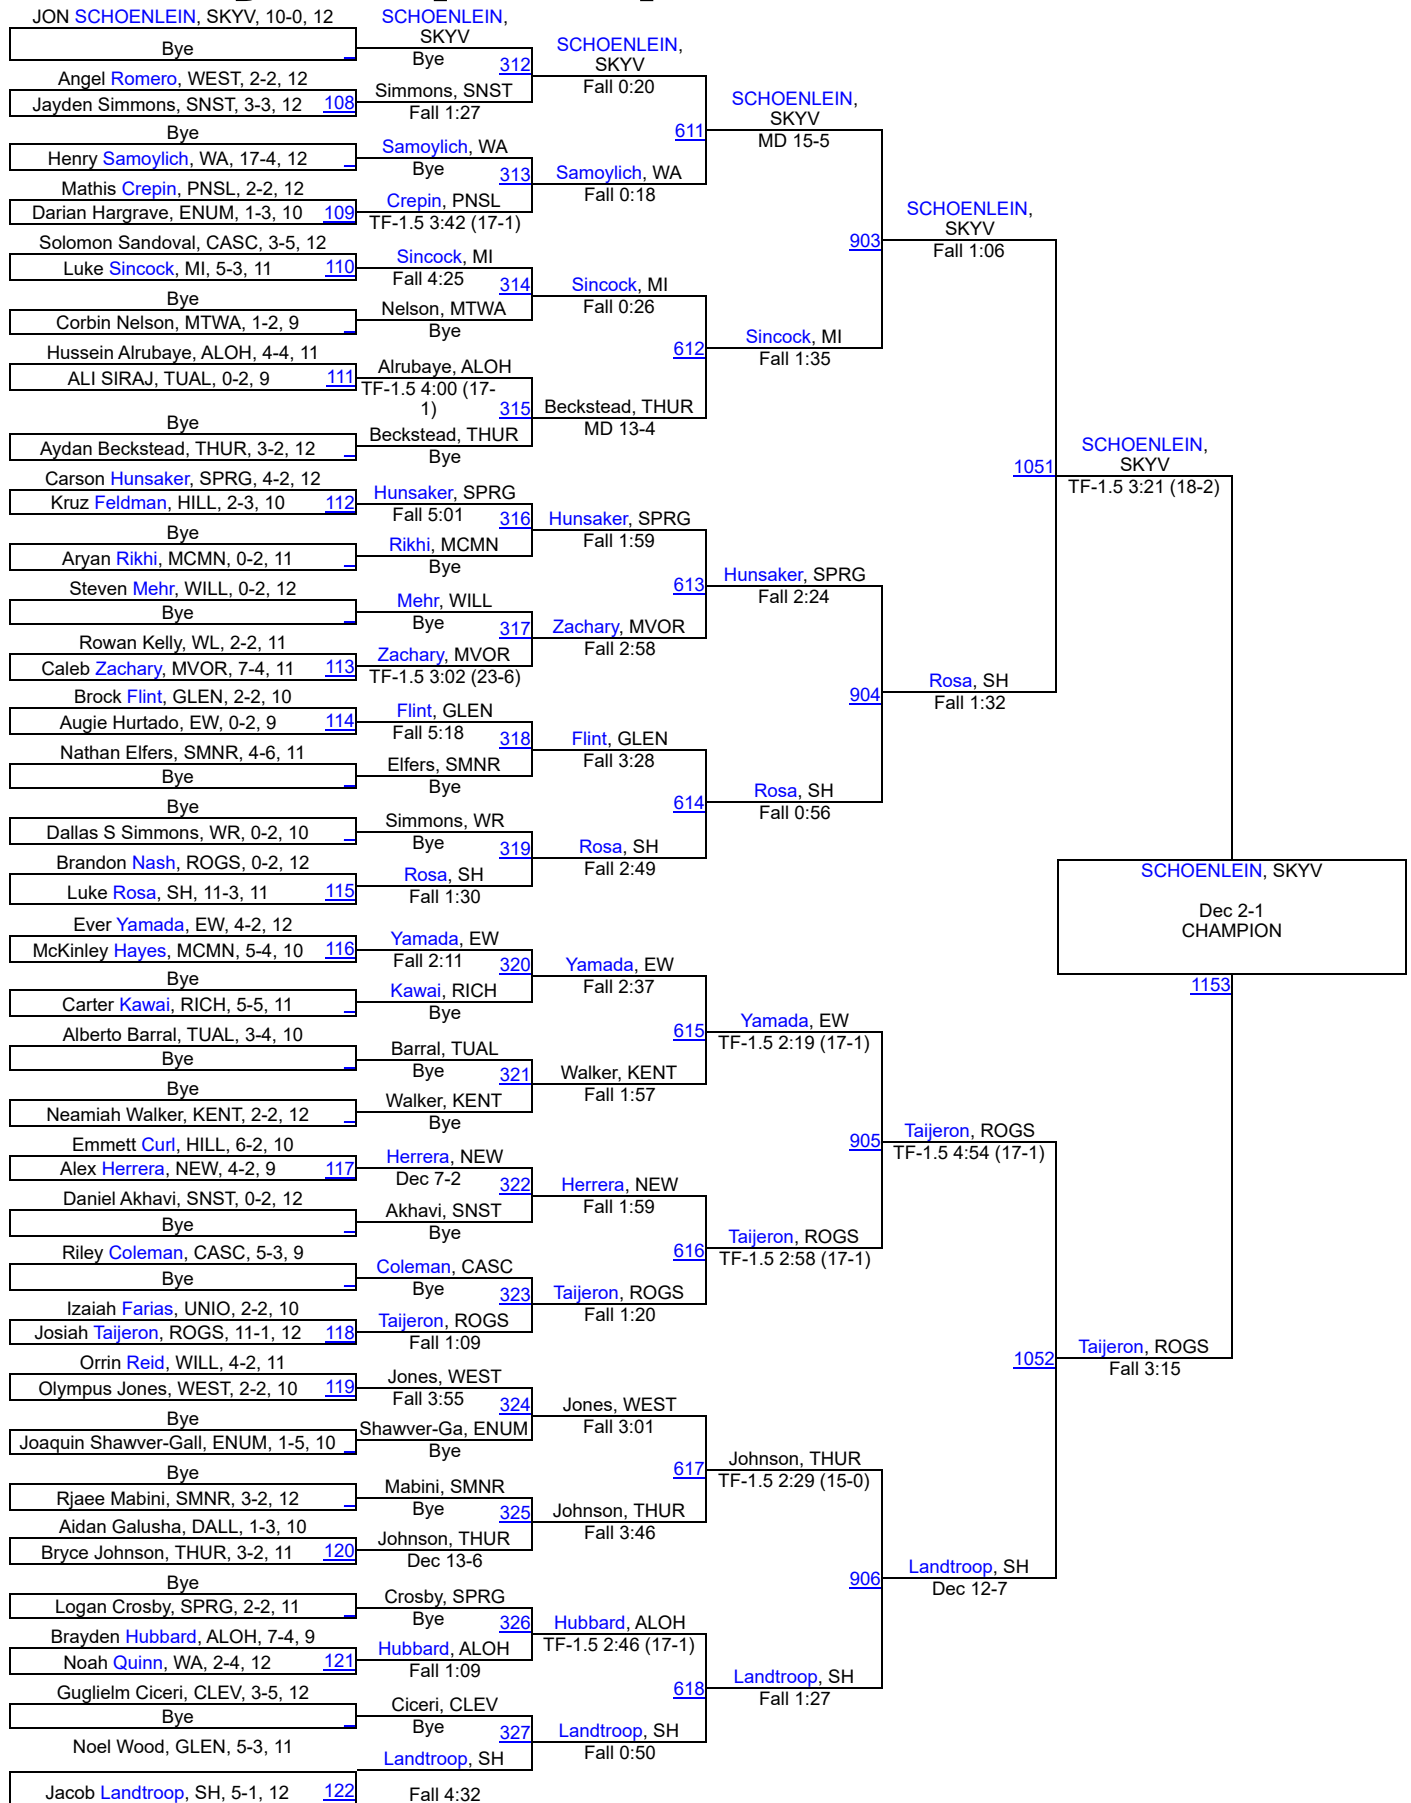 JON SCHOENLEIN, SKYV, 10-0, 12
Bye
Angel Romero, WEST, 2-2, 12
Jayden Simmons, SNST, 3-3, 12 108
Bye
Henry Samoylich, WA, 17-4, 12
Mathis Crepin, PNSL, 2-2, 12
Darian Hargrave, ENUM, 1-3, 10 109
Solomon Sandoval, CASC, 3-5, 12
Luke Sincock, MI, 5-3, 11 110
Bye
Corbin Nelson, MTWA, 1-2, 9
Hussein Alrubaye, ALOH, 4-4, 11
ALI SIRAJ, TUAL, 0-2, 9 111
Bye
Aydan Beckstead, THUR, 3-2, 12
Carson Hunsaker, SPRG, 4-2, 12
Kruz Feldman, HILL, 2-3, 10 112
Bye
Aryan Rikhi, MCMN, 0-2, 11
Steven Mehr, WILL, 0-2, 12
Bye
Rowan Kelly, WL, 2-2, 11
Caleb Zachary, MVOR, 7-4, 11 113
Brock Flint, GLEN, 2-2, 10
Augie Hurtado, EW, 0-2, 9 114
Nathan Elfers, SMNR, 4-6, 11
Bye
Bye
Dallas S Simmons, WR, 0-2, 10
Brandon Nash, ROGS, 0-2, 12
Luke Rosa, SH, 11-3, 11 115
Ever Yamada, EW, 4-2, 12
McKinley Hayes, MCMN, 5-4, 10 116
Bye
Carter Kawai, RICH, 5-5, 11
Alberto Barral, TUAL, 3-4, 10
Bye
Bye
Neamiah Walker, KENT, 2-2, 12
Emmett Curl, HILL, 6-2, 10
Alex Herrera, NEW, 4-2, 9 117
Daniel Akhavi, SNST, 0-2, 12
Bye
Riley Coleman, CASC, 5-3, 9
Bye
Izaiah Farias, UNIO, 2-2, 10
Josiah Taijeron, ROGS, 11-1, 12 118
Orrin Reid, WILL, 4-2, 11
Olympus Jones, WEST, 2-2, 10 119
Bye
Joaquin Shawver-Gall, ENUM, 1-5, 10
Bye
Rjaee Mabini, SMNR, 3-2, 12
Aidan Galusha, DALL, 1-3, 10
Bryce Johnson, THUR, 3-2, 11 120
Bye
Logan Crosby, SPRG, 2-2, 11
Brayden Hubbard, ALOH, 7-4, 9
Noah Quinn, WA, 2-4, 12 121
Guglielm Ciceri, CLEV, 3-5, 12
Bye
Noel Wood, GLEN, 5-3, 11
Jacob Landtroop, SH, 5-1, 12 122
SCHOENLEIN,
SKYV
Bye
312
Simmons, SNST
Fall 1:27
Samoylich, WA
Bye
313
Crepin, PNSL
TF-1.5 3:42 (17-1)
Sincock, MI
Fall 4:25
314
Nelson, MTWA
Bye
Alrubaye, ALOH
TF-1.5 4:00 (17-
1)
315
Beckstead, THUR
Bye
Hunsaker, SPRG
Fall 5:01
316
Rikhi, MCMN
Bye
Mehr, WILL
Bye
317
Zachary, MVOR
TF-1.5 3:02 (23-6)
Flint, GLEN
Fall 5:18
318
Elfers, SMNR
Bye
Simmons, WR
Bye
319
Rosa, SH
Fall 1:30
Yamada, EW
Fall 2:11
320
Kawai, RICH
Bye
Barral, TUAL
Bye
321
Walker, KENT
Bye
Herrera, NEW
Dec 7-2
322
Akhavi, SNST
Bye
Coleman, CASC
Bye
323
Taijeron, ROGS
Fall 1:09
Jones, WEST
Fall 3:55
324
Shawver-Ga, ENUM
Bye
Mabini, SMNR
Bye
325
Johnson, THUR
Dec 13-6
Crosby, SPRG
Bye
326
Hubbard, ALOH
Fall 1:09
Ciceri, CLEV
Bye
327
Landtroop, SH
Fall 4:32
SCHOENLEIN,
SKYV
Fall 0:20
611
Samoylich, WA
Fall 0:18
Sincock, MI
Fall 0:26
612
Beckstead, THUR
MD 13-4
Hunsaker, SPRG
Fall 1:59
613
Zachary, MVOR
Fall 2:58
Flint, GLEN
Fall 3:28
614
Rosa, SH
Fall 2:49
Yamada, EW
Fall 2:37
615
Walker, KENT
Fall 1:57
Herrera, NEW
Fall 1:59
616
Taijeron, ROGS
Fall 1:20
Jones, WEST
Fall 3:01
617
Johnson, THUR
Fall 3:46
Hubbard, ALOH
TF-1.5 2:46 (17-1)
618
Landtroop, SH
Fall 0:50
SCHOENLEIN,
SKYV
MD 15-5
903
Sincock, MI
Fall 1:35
Hunsaker, SPRG
Fall 2:24
904
Rosa, SH
Fall 0:56
Yamada, EW
TF-1.5 2:19 (17-1)
905
Taijeron, ROGS
TF-1.5 2:58 (17-1)
Johnson, THUR
TF-1.5 2:29 (15-0)
906
Landtroop, SH
Fall 1:27
SCHOENLEIN,
SKYV
Fall 1:06
1051
Rosa, SH
Fall 1:32
Taijeron, ROGS
TF-1.5 4:54 (17-1)
1052
Landtroop, SH
Dec 12-7
SCHOENLEIN,
SKYV
TF-1.5 3:21 (18-2)
Taijeron, ROGS
Fall 3:15
SCHOENLEIN, SKYV
Dec 2-1
CHAMPION
1153